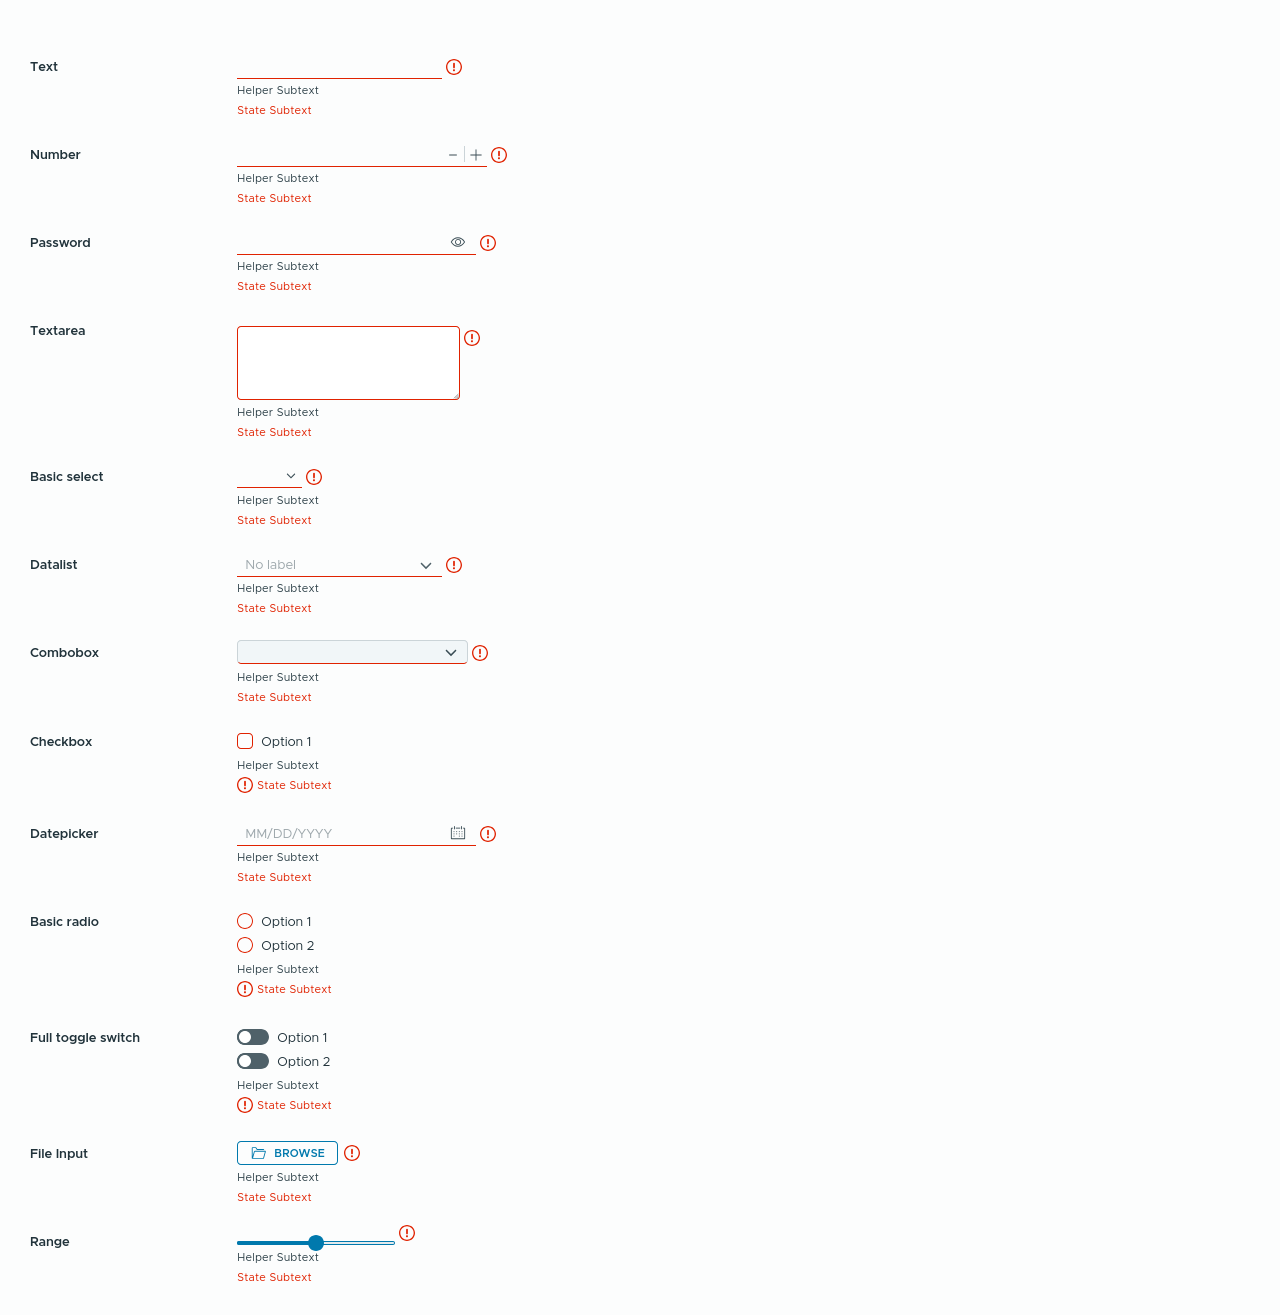 Text
Helper Subtext
State Subtext
Number
Helper Subtext
State Subtext
Password
Helper Subtext
State Subtext
Textarea
Helper Subtext
State Subtext
Basic select
Helper Subtext
State Subtext
Datalist No label
Helper Subtext
State Subtext
Combobox
Helper Subtext
State Subtext
Checkbox Option 1
Helper Subtext
State Subtext
Datepicker MM/DD/YYYY
Helper Subtext
State Subtext
Basic radio Option 1
Option 2
Helper Subtext
State Subtext
Full toggle switch Option 1
Option 2
Helper Subtext
State Subtext
File Input BROWSE
Helper Subtext
State Subtext
Range
Helper Subtext
State Subtext